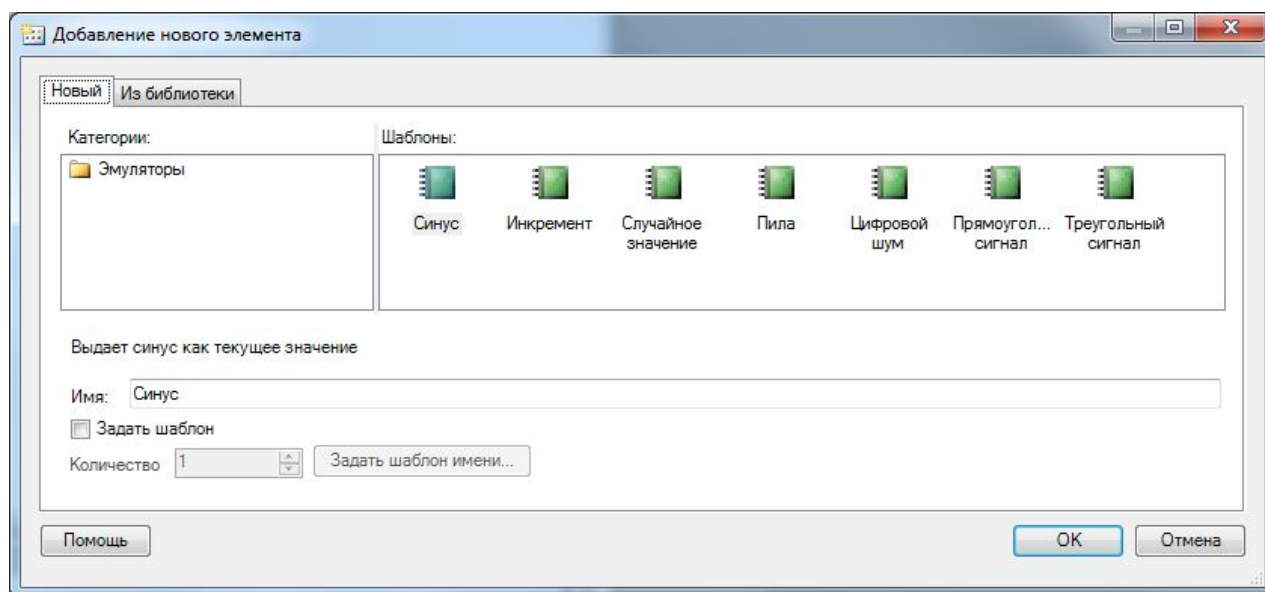 Добавление нового элемента
Новый
Из библиотеки
Категории:
Шаблоны:
Эмуляторы
Синус
Инкремент
Случайное
значение
Пила
Цифровой
шум
Прямоугол...
сигнал
Треугольный
сигнал
Выдает синус как текущее значение
Имя:
Синус
Задать шаблон
Количество
1
Задать шаблон имени...
Помощь
OK
Отмена